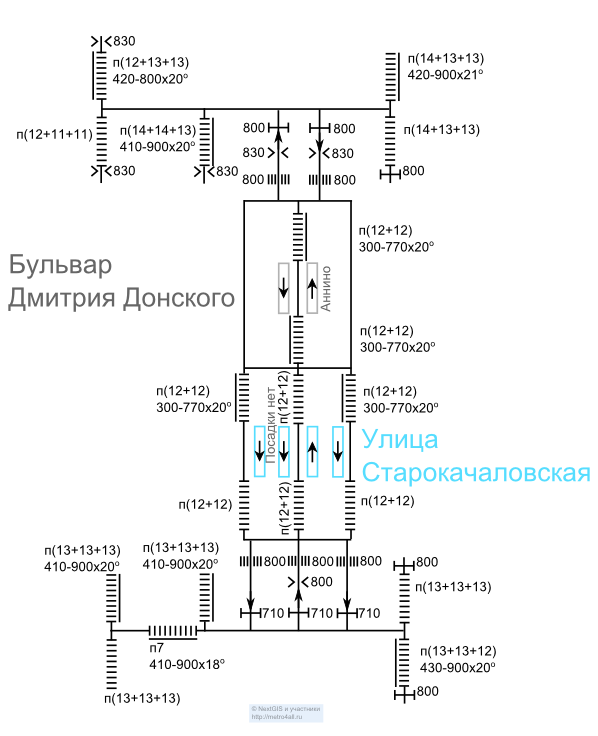 830
п(12+13+13)
420-800x20°
п(14+13+13)
420-900x21°
п(12+11+11)
п(14+14+13)
410-900x20°
800
800
п(14+13+13)
830
830
830
830
800
800
800
п(12+12)
300-770x20°
Бульвар
Дмитрия Донского
Аннино
п(12+12)
300-770x20°
п(12+12)
300-770x20°
п(12+12)
п(12+12)
300-770x20°
Посадки нет
Улица
Старокачаловская
п(12+12)
п(12+12)
п(12+12)
п(13+13+13)
410-900x20°
п(13+13+13)
410-900x20°
800
800
800
800
800
п(13+13+13)
710
710
710
п7
410-900x18°
п(13+13+12)
430-900x20°
п(13+13+13)
800
© NextGIS и участники
http://metro4all.ru